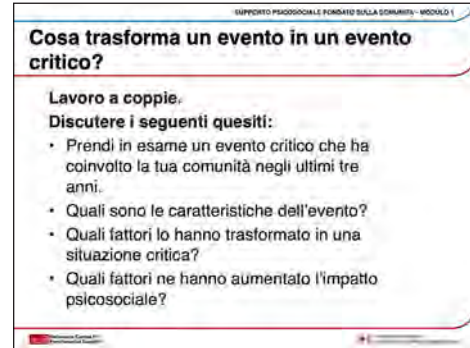 SUPPORTO PSICOSOCIALE FONDATO SULLA COMUNITÀ - MODULO 1
Cosa trasforma un evento in un evento
critico?
Lavoro a coppie.
Discutere i seguenti quesiti:
• Prendi in esame un evento critico che ha
coinvolto la tua comunità negli ultimi tre
anni.
• Quali sono le caratteristiche dell'evento?
• Quali fattori lo hanno trasformato in una
situazione critica?
• Quali fattori ne hanno aumentato l'impatto
psicosociale?